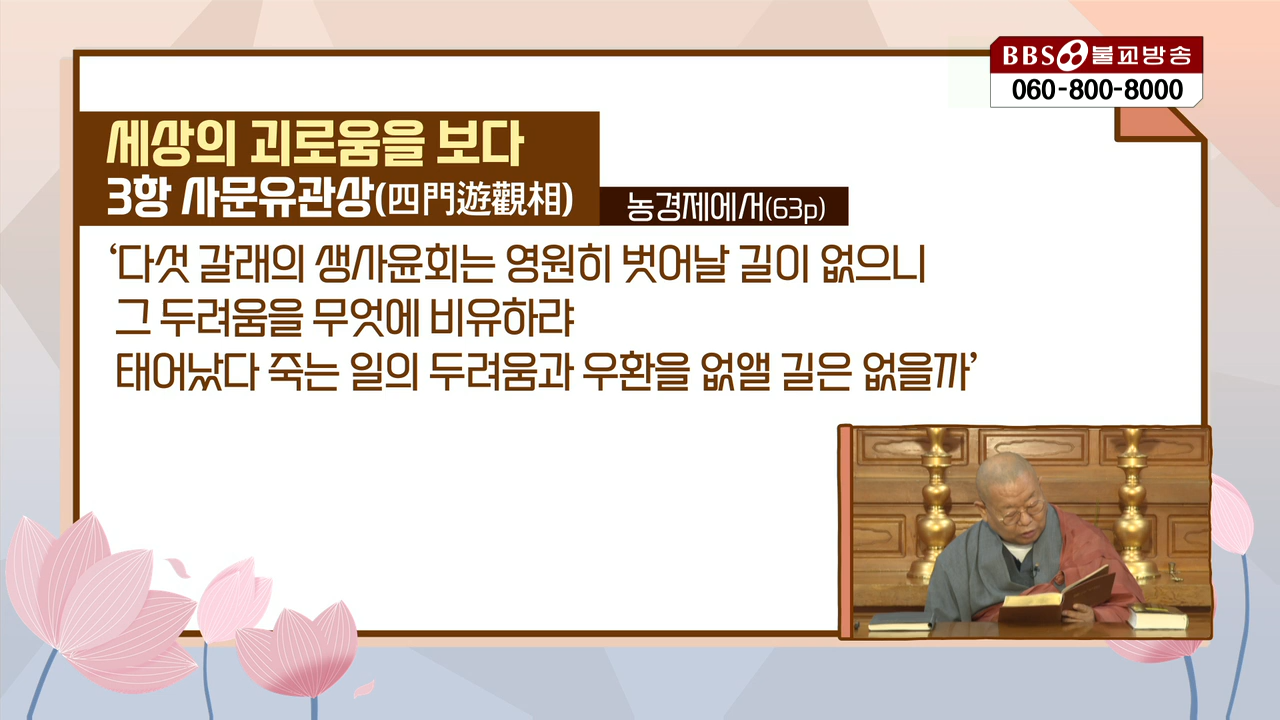 BBS 불교방송
060-800-8000
세상의 괴로움을 보다
3항 사문유관상(四門遊觀相)
농경제에서(63p)
‘다섯 갈래의 생사윤회는 영원히 벗어날 길이 없으니
그 두려움을 무엇에 비유하랴
태어났다 죽는 일의 두려움과 우환을 없앨 길은 없을까’